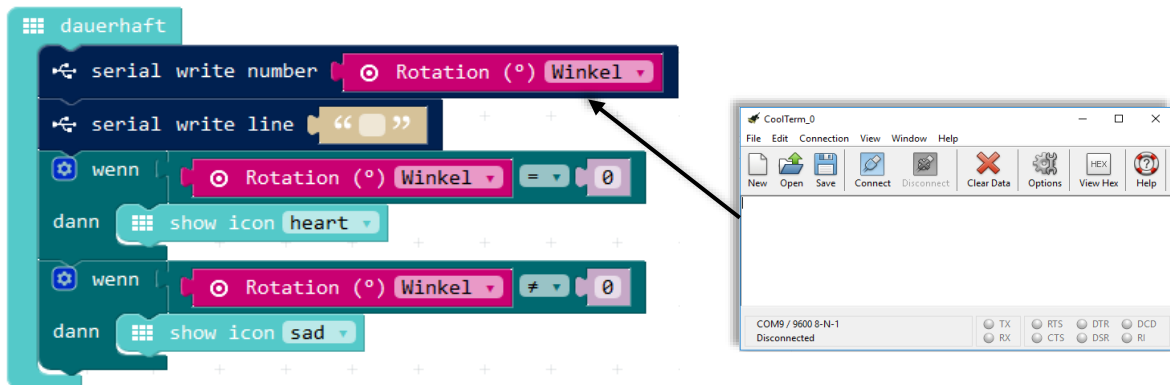 dauerhaft
serial write number Rotation (°) Winkel
serial write line “ ”
wenn Rotation (°) Winkel = 0
dann show icon heart
wenn Rotation (°) Winkel ≠ 0
dann show icon sad
CoolTerm_0
File Edit Connection View Window Help
New Open Save Connect Disconnect Clear Data Options HEX View Hex Help
COM9 / 9600 8-N-1
Disconnected
TX RTS DTR DCD
RX CTS DSR RI